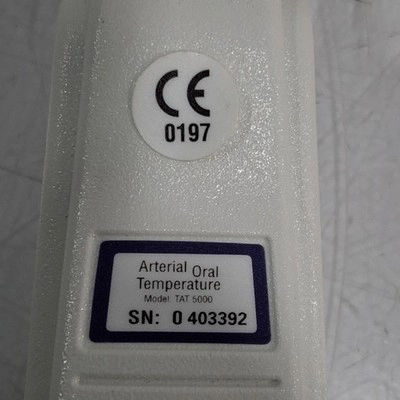 CE
0197
Arterial Oral
Temperature
Model: TAT 5000
SN: 0 403392